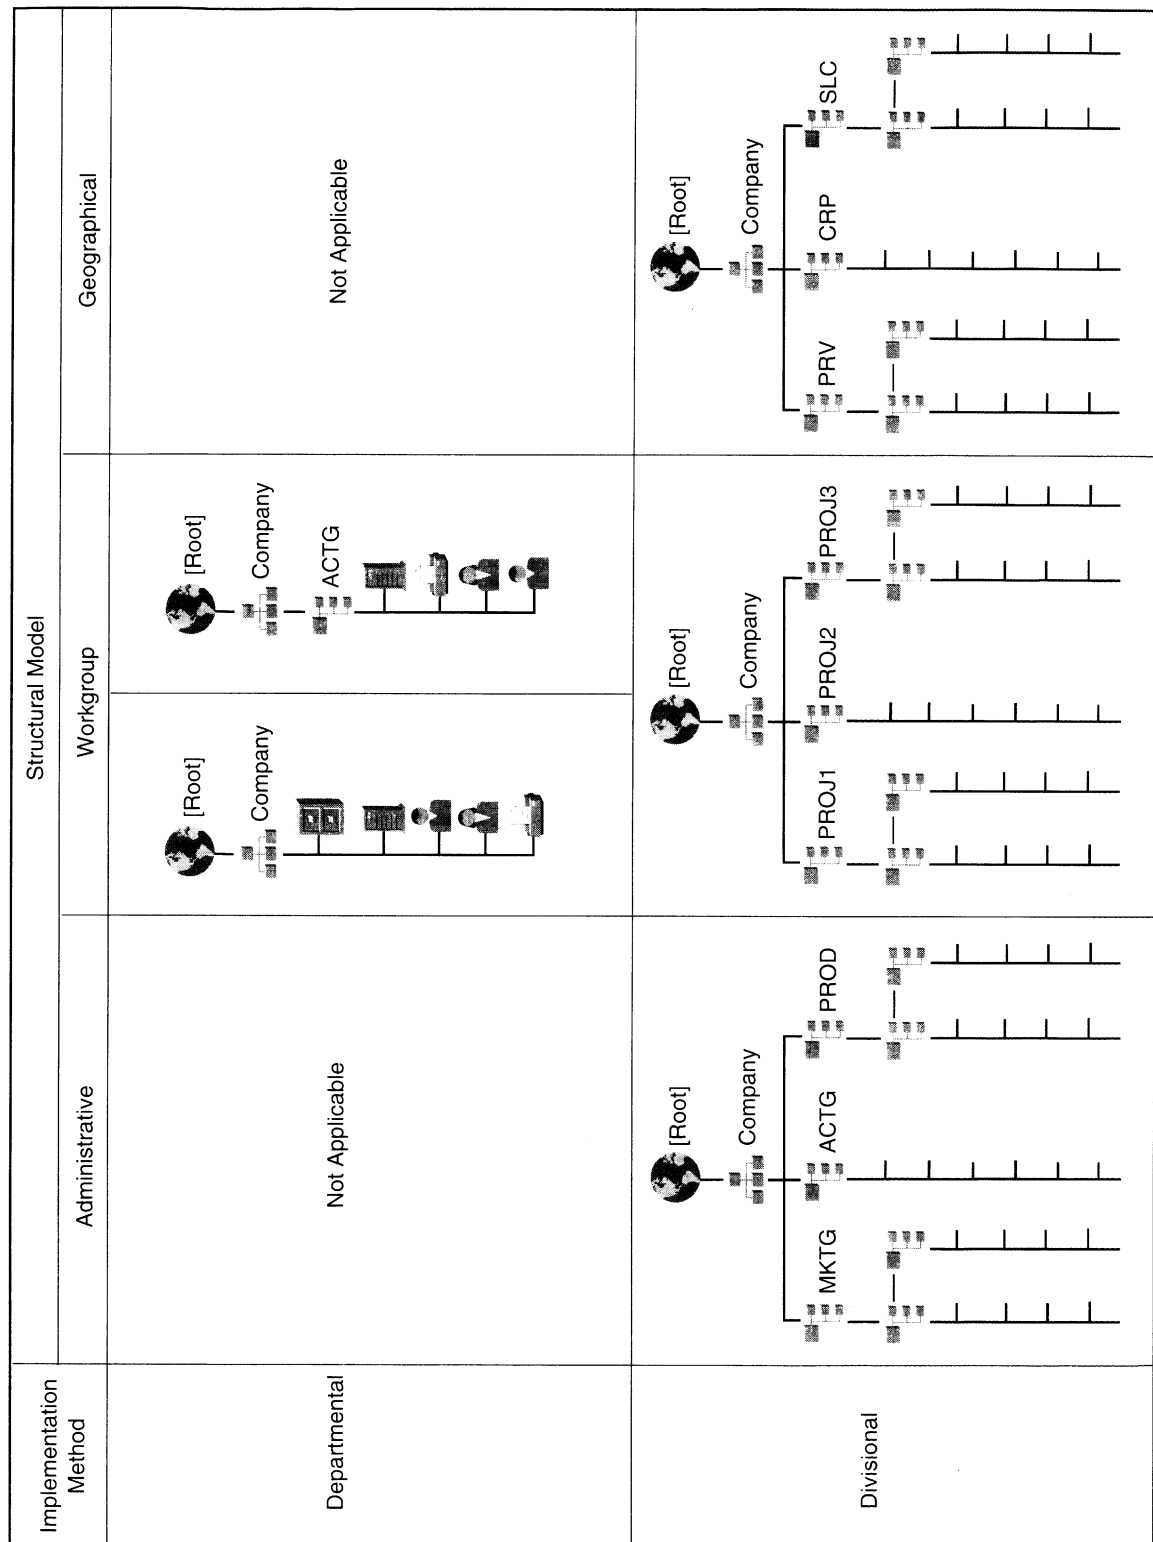 Structural Model
Implementation
Method
Administrative
Workgroup
Geographical
Departmental
Not Applicable
[Root]
Company
[Root]
Company
ACTG
Not Applicable
Divisional
[Root]
Company
MKTG
ACTG
PROD
[Root]
Company
PROJ1
PROJ2
PROJ3
[Root]
Company
PRV
CRP
SLC